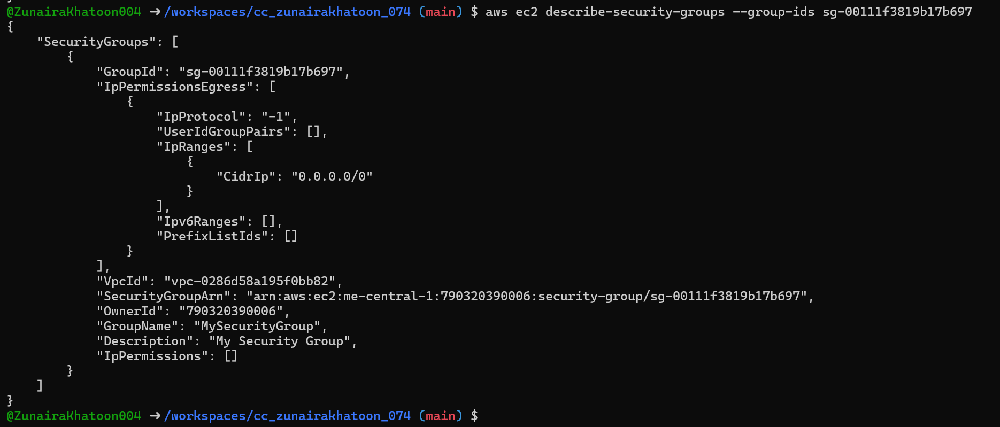 }
@ZunairaKhatoon004 ➜ /workspaces/cc_zunairakhatoon_074 (main) $ aws ec2 describe-security-groups --group-ids sg-00111f3819b17b697
{
    "SecurityGroups": [
        {
            "GroupId": "sg-00111f3819b17b697",
            "IpPermissionsEgress": [
                {
                    "IpProtocol": "-1",
                    "UserIdGroupPairs": [],
                    "IpRanges": [
                        {
                            "CidrIp": "0.0.0.0/0"
                        }
                    ],
                    "Ipv6Ranges": [],
                    "PrefixListIds": []
                }
            ],
            "VpcId": "vpc-0286d58a195f0bb82",
            "SecurityGroupArn": "arn:aws:ec2:me-central-1:790320390006:security-group/sg-00111f3819b17b697",
            "OwnerId": "790320390006",
            "GroupName": "MySecurityGroup",
            "Description": "My Security Group",
            "IpPermissions": []
        }
    ]
}
@ZunairaKhatoon004 ➜ /workspaces/cc_zunairakhatoon_074 (main) $